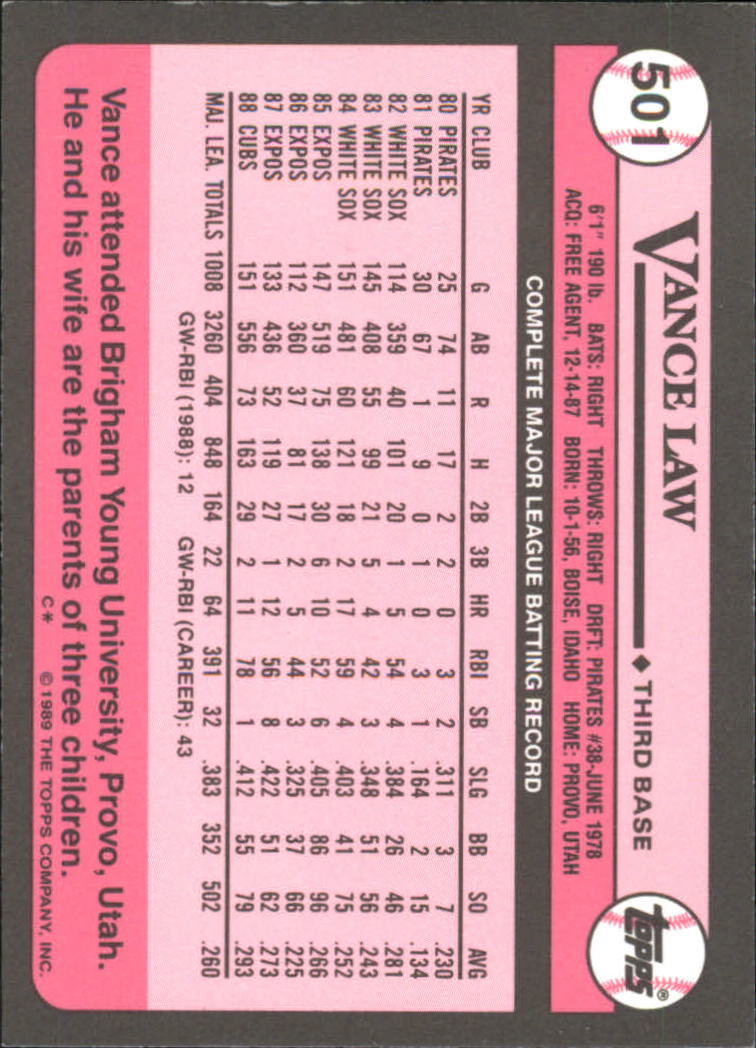 501
VANCE LAW ◆ THIRD BASE
TOPPS®
6'1" 190 lb. BATS: RIGHT THROWS: RIGHT DRFT: PIRATES #38-JUNE 1978
ACQ: FREE AGENT, 12-14-87 BORN: 10-1-56, BOISE, IDAHO HOME: PROVO, UTAH
COMPLETE MAJOR LEAGUE BATTING RECORD
YR CLUB G AB R H 2B 3B HR RBI SB SLG BB SO AVG
80 PIRATES 25 74 11 17 2 2 0 3 2 .311 3 7 .230
81 PIRATES 30 67 1 9 0 1 0 3 1 .164 2 15 .134
82 WHITE SOX 114 359 40 101 20 1 5 54 4 .384 26 46 .281
83 WHITE SOX 145 408 55 99 21 5 4 42 3 .348 51 56 .243
84 WHITE SOX 151 481 60 121 18 2 17 59 4 .403 41 75 .252
85 EXPOS 147 519 75 138 30 6 10 52 6 .405 86 96 .266
86 EXPOS 112 360 37 81 17 2 5 44 3 .325 37 66 .225
87 EXPOS 133 436 52 119 27 1 12 56 8 .422 51 62 .273
88 CUBS 151 556 73 163 29 2 11 78 1 .412 55 79 .293
MAJ. LEA. TOTALS 1008 3260 404 848 164 22 64 391 32 .383 352 502 .260
GW-RBI (1988): 12 GW-RBI (CAREER): 43
Vance attended Brigham Young University, Provo, Utah.
He and his wife are the parents of three children.
C* ©1989 THE TOPPS COMPANY, INC.